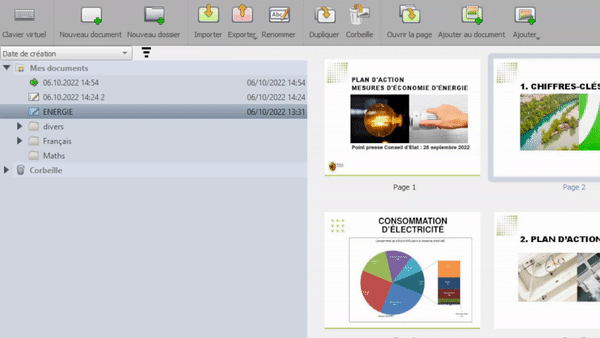 Clavier virtuel
Nouveau document
Nouveau dossier
Importer
Exporter
Renommer
Dupliquer
Corbeille
Ouvrir la page
Ajouter au document
Ajouter
Date de création
Mes documents
06.10.2022 14:54 06/10/2022 14:54
06.10.2022 14:24 2 06/10/2022 14:24
ENERGIE 06/10/2022 13:31
divers
Français
Maths
Corbeille
PLAN D'ACTION
MESURES D'ÉCONOMIE D'ÉNERGIE
Point presse Conseil d'Etat : 28 septembre 2022
Page 1
1. CHIFFRES-CLÉS
Page 2
CONSOMMATION
D'ÉLECTRICITÉ
2. PLAN D'ACTION